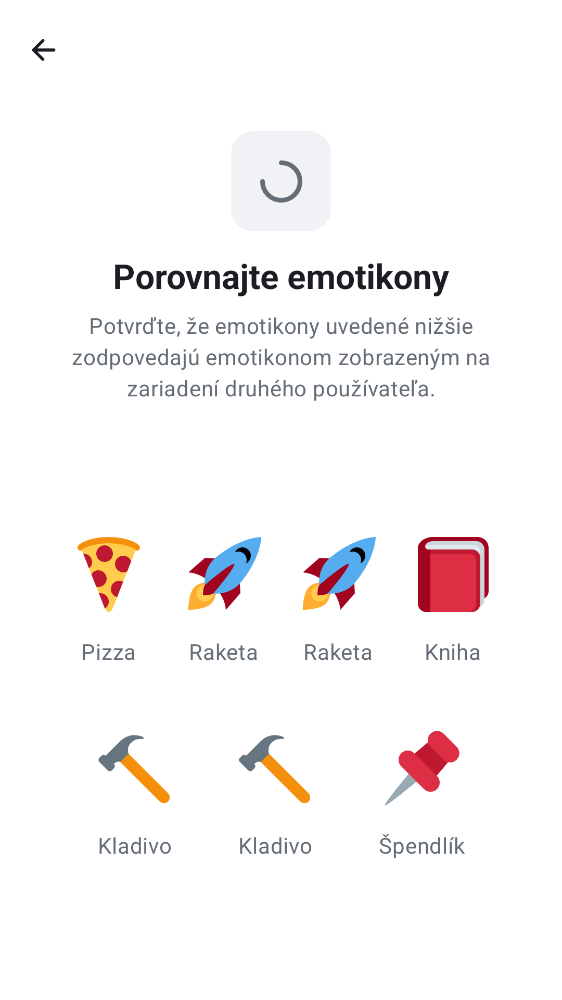 Porovnajte emotikony
Potvrďte, že emotikony uvedené nižšie
zodpovedajú emotikonom zobrazeným na
zariadení druhého používateľa.
Pizza Raketa Raketa Kniha
Kladivo Kladivo Špendlík